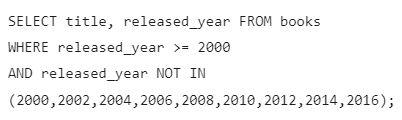 SELECT title, released_year FROM books
WHERE released_year >= 2000
AND released_year NOT IN
(2000,2002,2004,2006,2008,2010,2012,2014,2016);